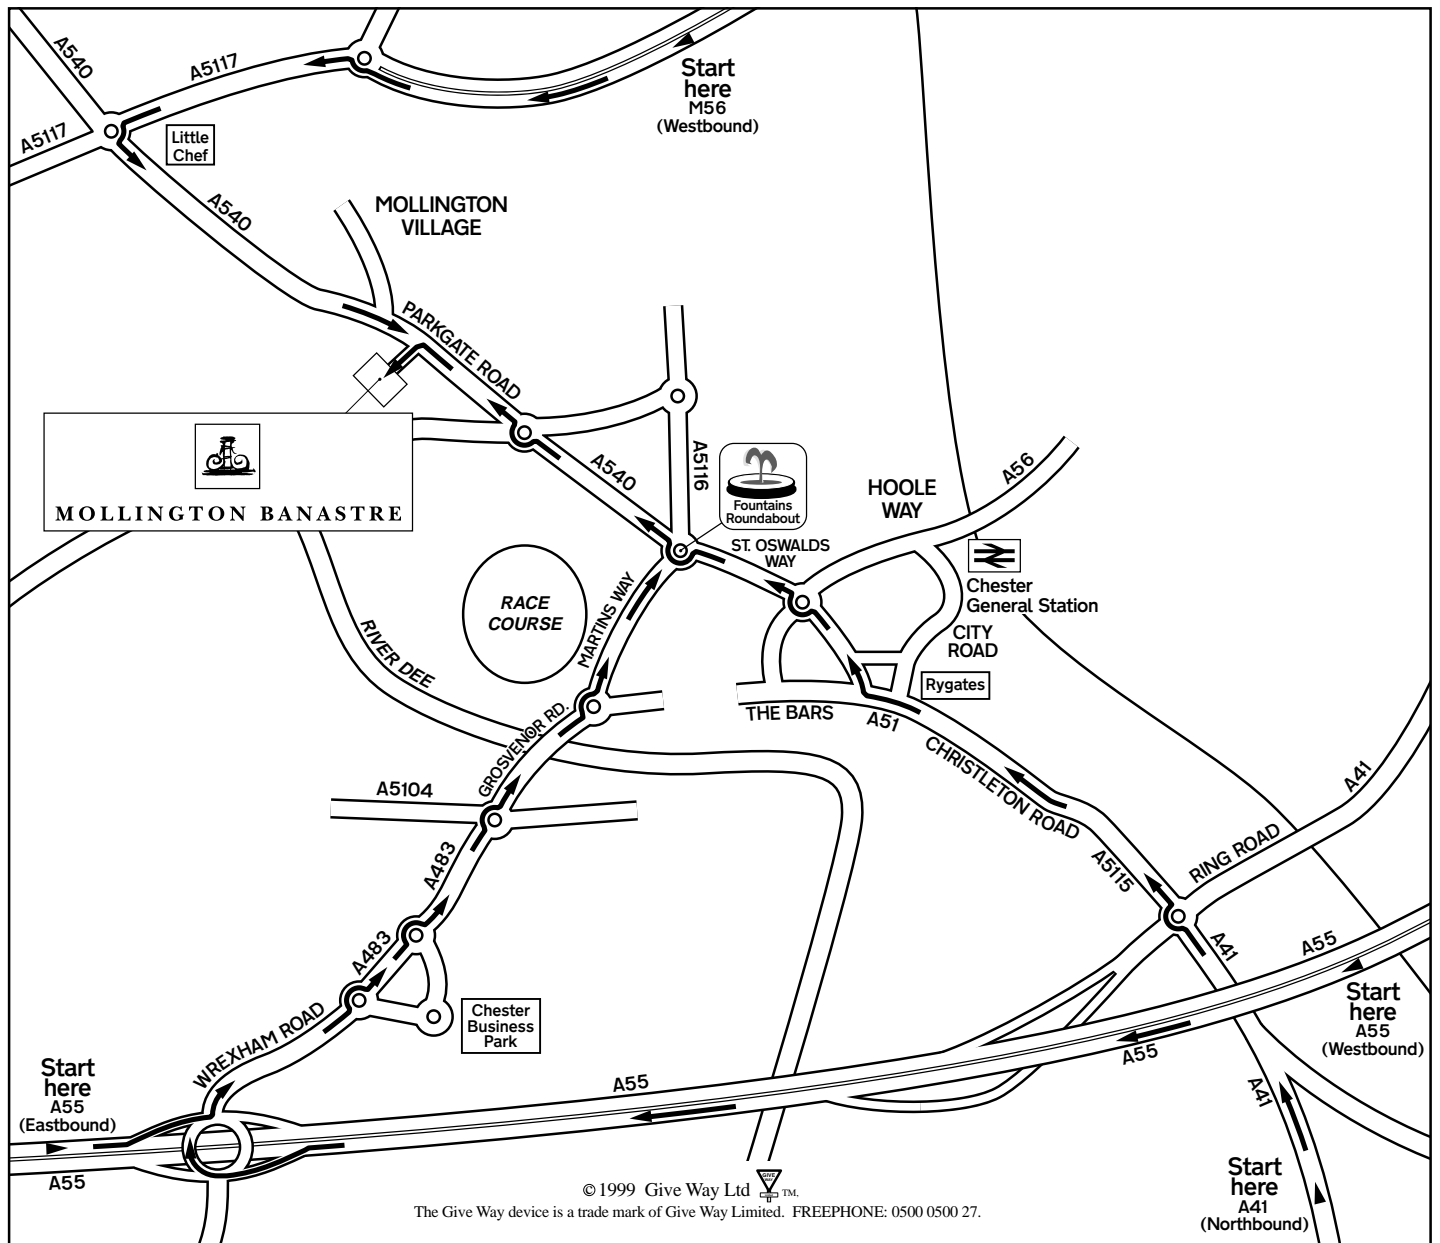 A540
A5117
Start
here
M56
(Westbound)
A5117
Little
Chef
A540
MOLLINGTON
VILLAGE
PARKGATE ROAD
MOLLINGTON BANASTRE
A540
A5116
Fountains
Roundabout
HOOLE
WAY
A56
ST. OSWALDS
WAY
Chester
General Station
RACE
COURSE
MARTINS WAY
CITY
ROAD
RIVER DEE
Rygates
THE BARS
A51
GROSVENOR RD.
CHRISTLETON ROAD
A5104
A41
RING ROAD
A483
A5115
A483
A41
A55
Chester
Business
Park
WREXHAM ROAD
Start
here
A55
(Westbound)
A55
Start
here
A55
(Eastbound)
A55
A41
A55
Start
here
A41
(Northbound)
GIVE
WAY
©1999 Give Way Ltd
TM.
The Give Way device is a trade mark of Give Way Limited. FREEPHONE: 0500 0500 27.